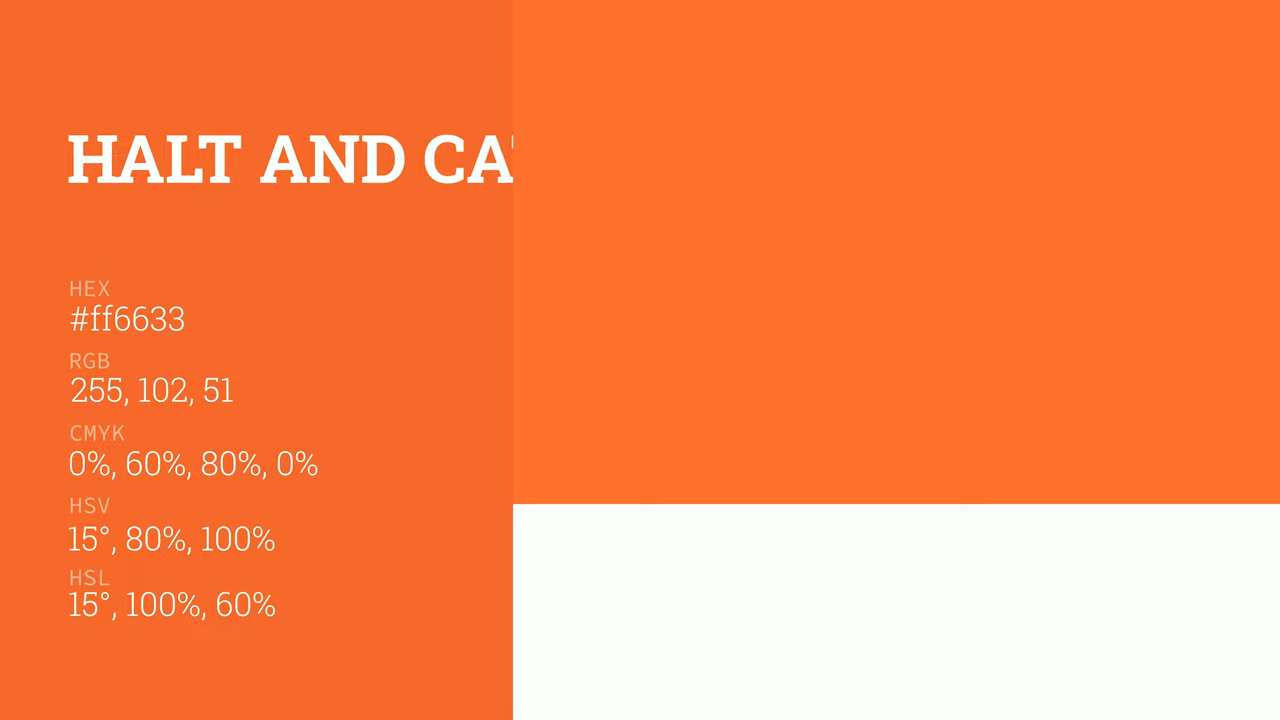 HALT AND CA
HEX
#ff6633
RGB
255, 102, 51
CMYK
0%, 60%, 80%, 0%
HSV
15°, 80%, 100%
HSL
15°, 100%, 60%